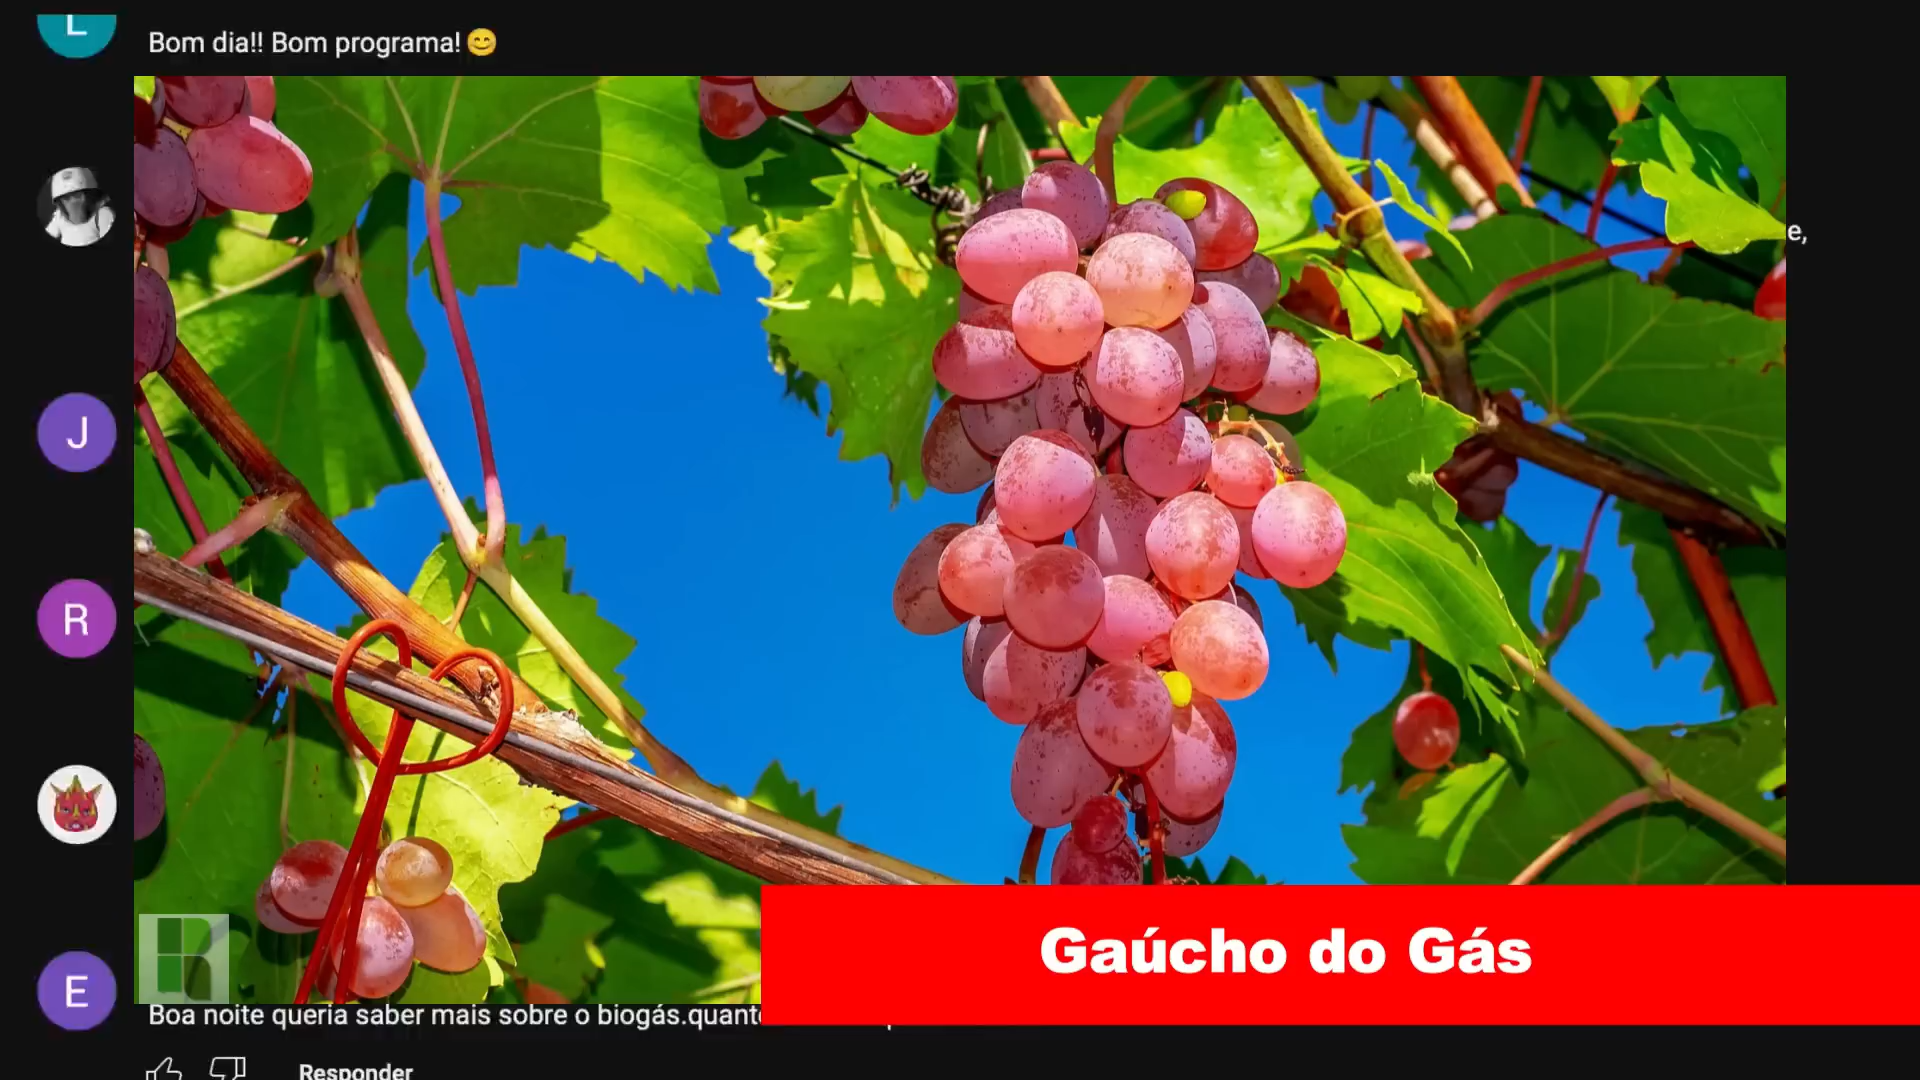 L
Bom dia!! Bom programa! 😊
e,
J
R
R
Gaúcho do Gás
E
Boa noite queria saber mais sobre o biogás.quant
Responder